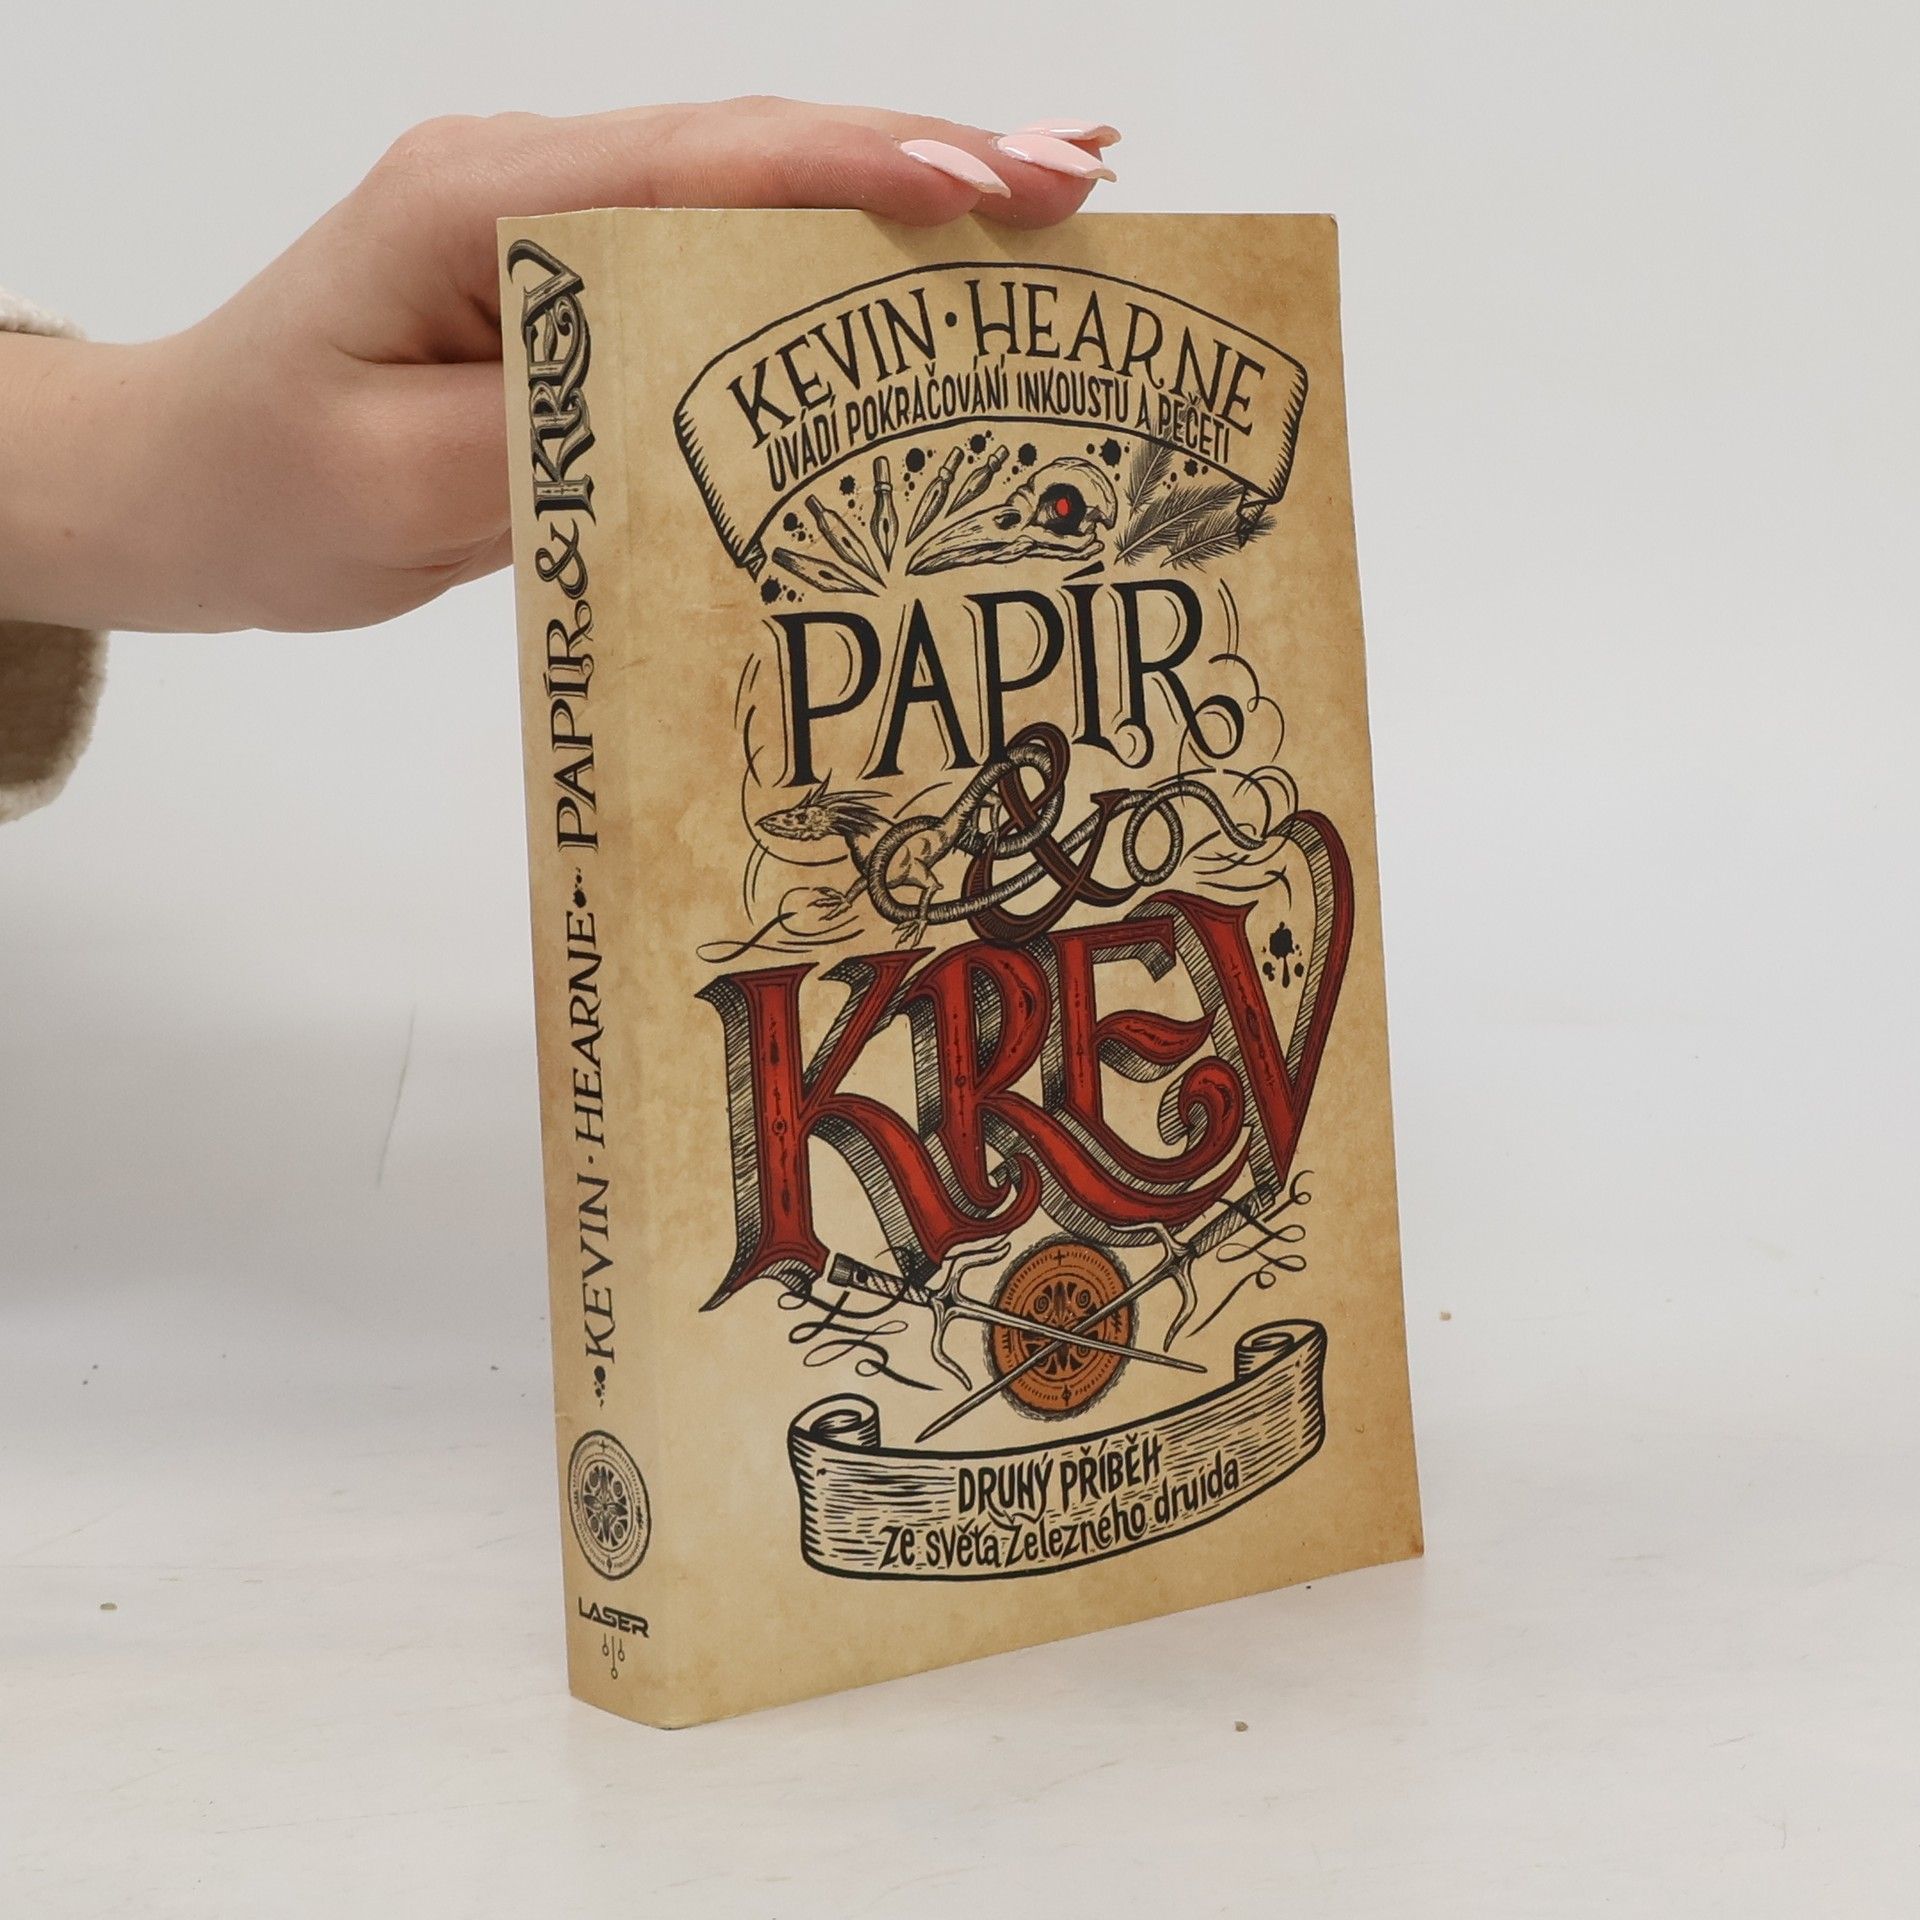 KEVIN · HEARNE
UVÁDÍ POKRAČOVÁNÍ INKOUSTU A PEČETI
PAPÍR
&
KREV
DRUHÝ PŘÍBĚH
ze světa Železného druida
KEVIN · HEARNE PAPÍR & KREV
LASER